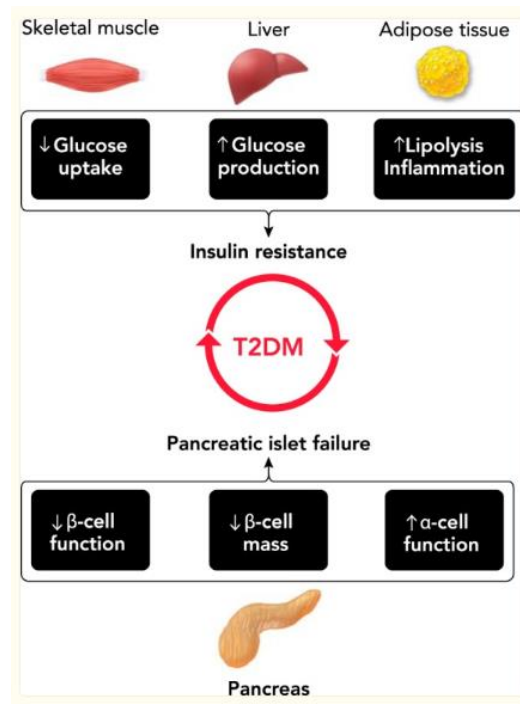 Skeletal muscle
Liver
Adipose tissue
↓Glucose
uptake
↑Glucose
production
↑Lipolysis
Inflammation
Insulin resistance
T2DM
Pancreatic islet failure
↓β-cell
function
↓β-cell
mass
↑α-cell
function
Pancreas